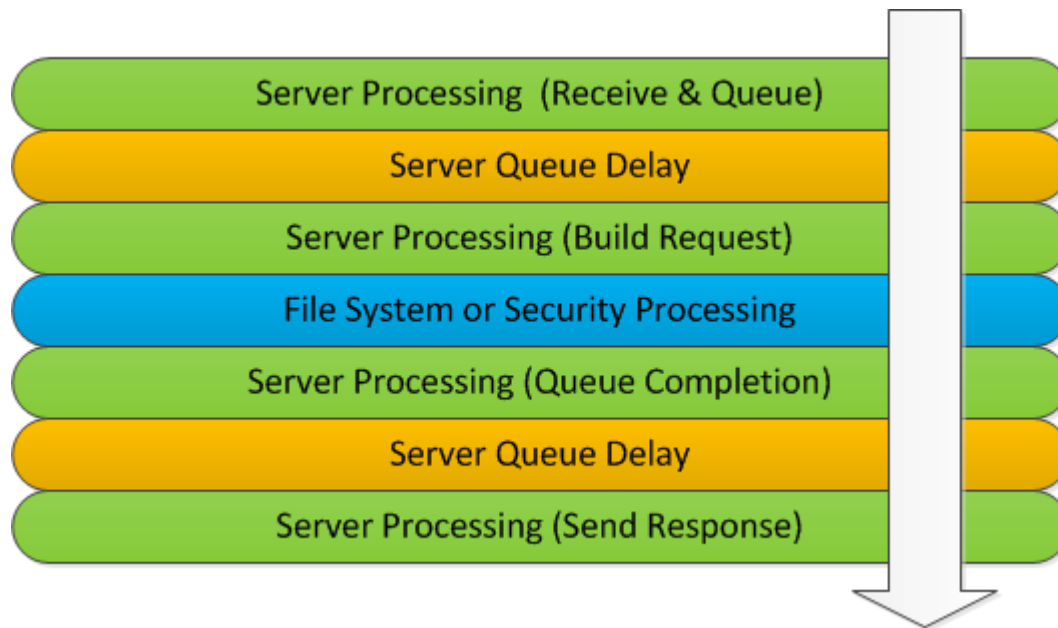 Server Processing  (Receive & Queue)
Server Queue Delay
Server Processing (Build Request)
File System or Security Processing
Server Processing (Queue Completion)
Server Queue Delay
Server Processing (Send Response)